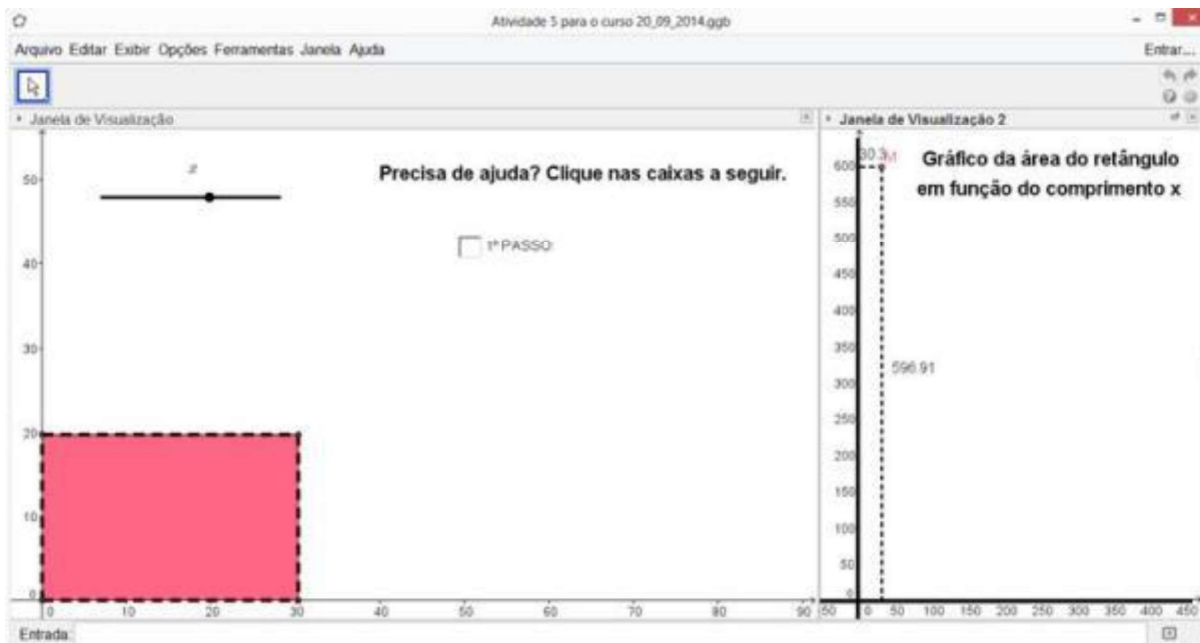 Atividade 5 para o curso 20_09_2014.ggb
Arquivo Editar Exibir Opções Ferramentas Janela Ajuda
Entrar...
Janela de Visualização
Janela de Visualização 2
Precisa de ajuda? Clique nas caixas a seguir.
1º PASSO:
50
40
30
20
10
0
0 10 20 30 40 50 60 70 80 90
Gráfico da área do retângulo
em função do comprimento x
30.3
M
600
550
500
450
400
350
300
250
200
150
100
50
0
596.91
-50 0 50 100 150 200 250 300 350 400 450
Entrada: